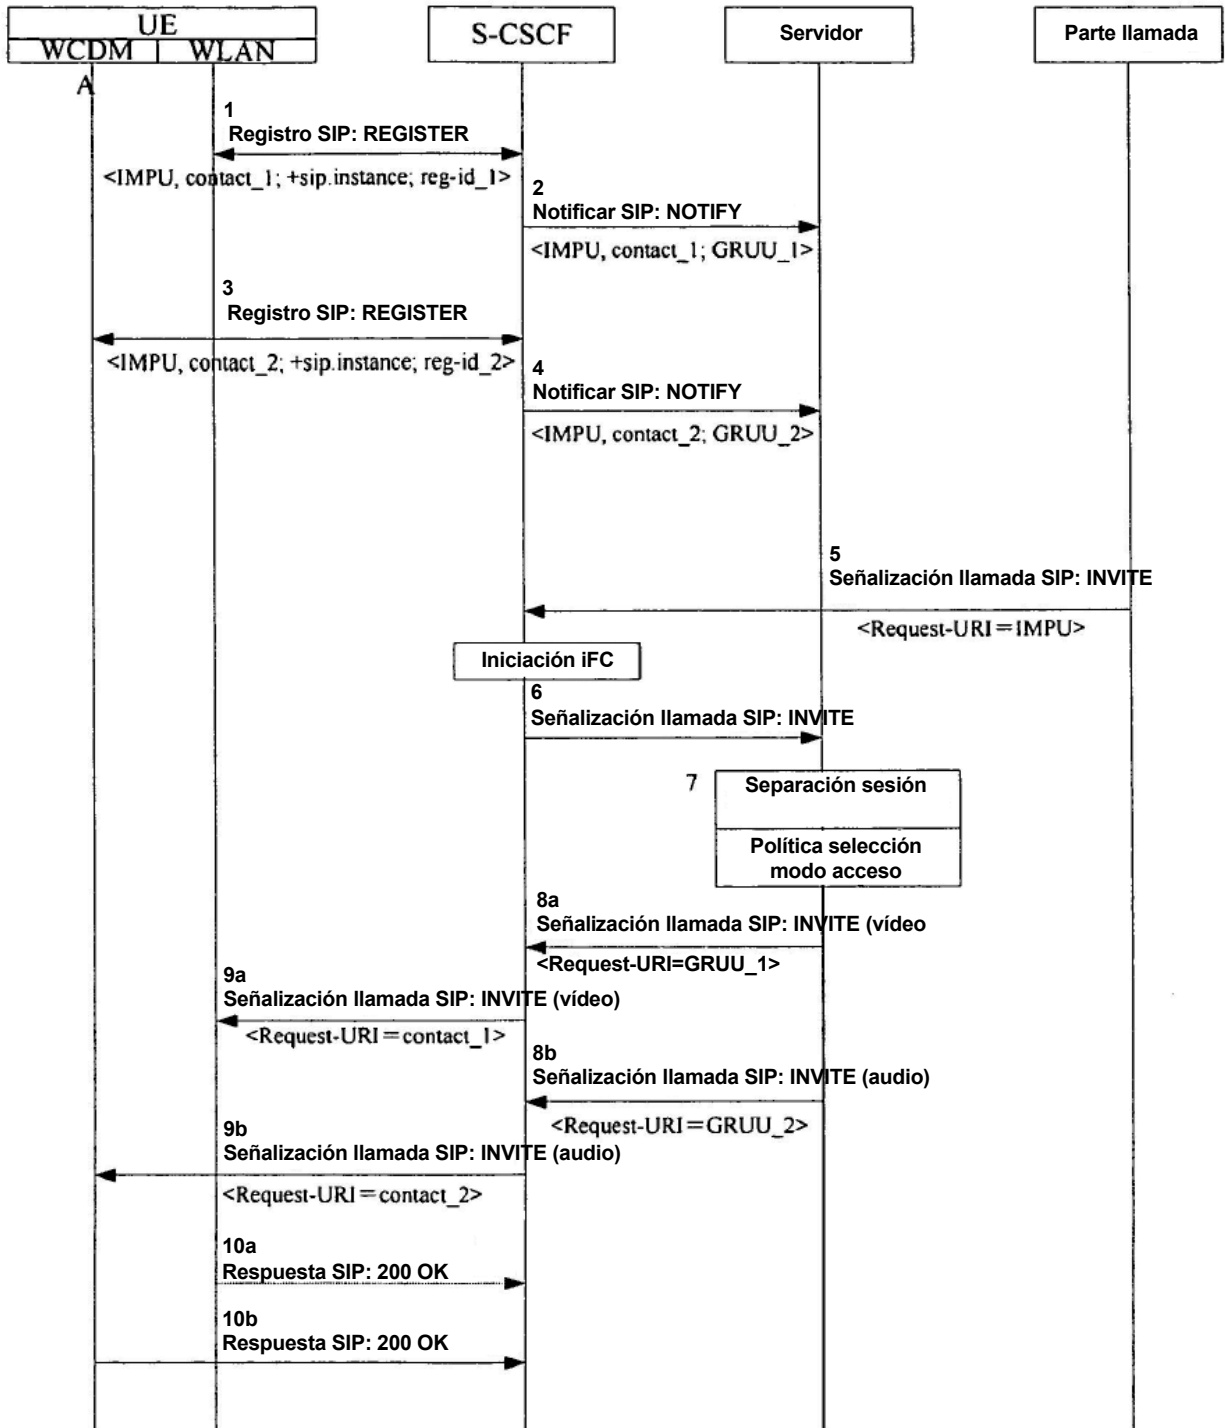 UE
WCDM WLAN
A
S-CSCF
Servidor
Parte llamada
1
Registro SIP: REGISTER
<IMPU, contact_1; +sip.instance; reg-id_1>
2
Notificar SIP: NOTIFY
<IMPU, contact_1; GRUU_1>
3
Registro SIP: REGISTER
<IMPU, contact_2; +sip.instance; reg-id_2>
4
Notificar SIP: NOTIFY
<IMPU, contact_2; GRUU_2>
5
Señalización llamada SIP: INVITE
<Request-URI=IMPU>
Iniciación iFC
6
Señalización llamada SIP: INVITE
7
Separación sesión
Política selección
modo acceso
8a
Señalización llamada SIP: INVITE (vídeo
<Request-URI=GRUU_1>
9a
Señalización llamada SIP: INVITE (vídeo)
<Request-URI=contact_1>
8b
Señalización llamada SIP: INVITE (audio)
<Request-URI=GRUU_2>
9b
Señalización llamada SIP: INVITE (audio)
<Request-URI=contact_2>
10a
Respuesta SIP: 200 OK
10b
Respuesta SIP: 200 OK